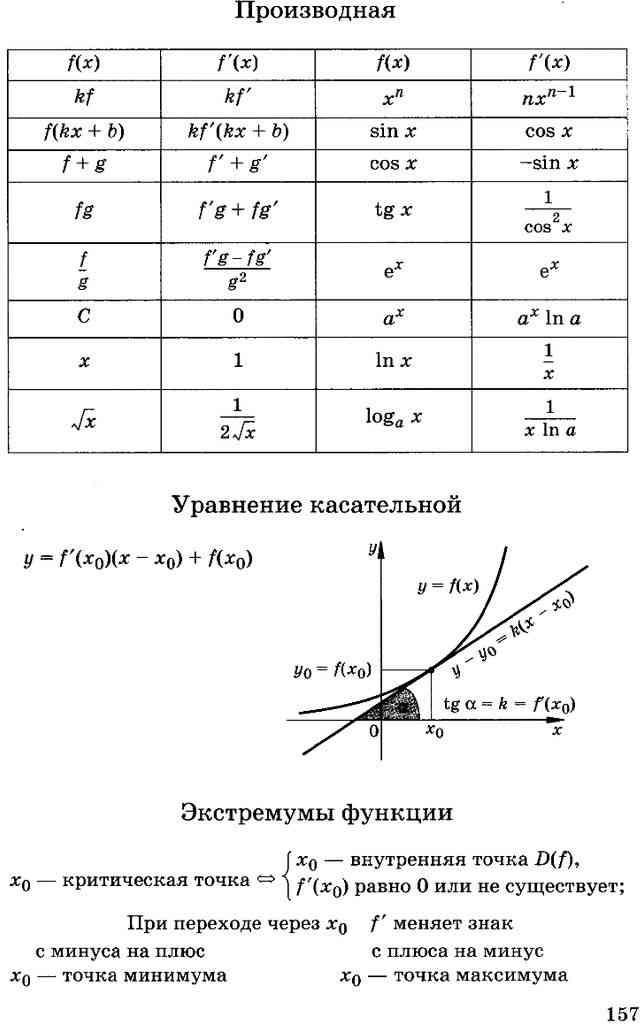 Производная
f(x) f′(x) f(x) f′(x)
kf kf′ xⁿ nxⁿ⁻¹
f(kx + b) kf′(kx + b) sin x cos x
f + g f′ + g′ cos x −sin x
fg f′g + fg′ tg x 1/cos² x
f/g (f′g − fg′)/g² eˣ eˣ
C 0 aˣ aˣ ln a
x 1 ln x 1/x
√x 1/(2√x) logₐ x 1/(x ln a)
Уравнение касательной
y = f′(x₀)(x − x₀) + f(x₀)
y
y = f(x)
y − y₀ = k(x − x₀)
y₀ = f(x₀)
tg α = k = f′(x₀)
0 x₀ x
Экстремумы функции
x₀ — критическая точка ⇔ { x₀ — внутренняя точка D(f),
f′(x₀) равно 0 или не существует;
При переходе через x₀ f′ меняет знак
с минуса на плюс с плюса на минус
x₀ — точка минимума x₀ — точка максимума
157